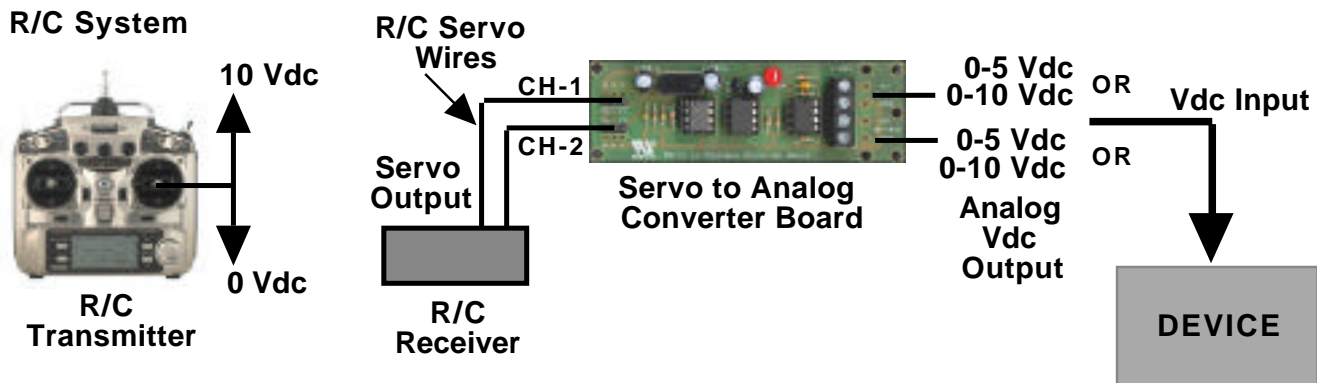 R/C System
10 Vdc
0 Vdc
R/C
Transmitter
R/C Servo
Wires
CH-1
CH-2
Servo
Output
R/C
Receiver
Servo to Analog
Converter Board
0-5 Vdc
0-10 Vdc
OR
0-5 Vdc
0-10 Vdc
OR
Analog
Vdc
Output
Vdc Input
DEVICE